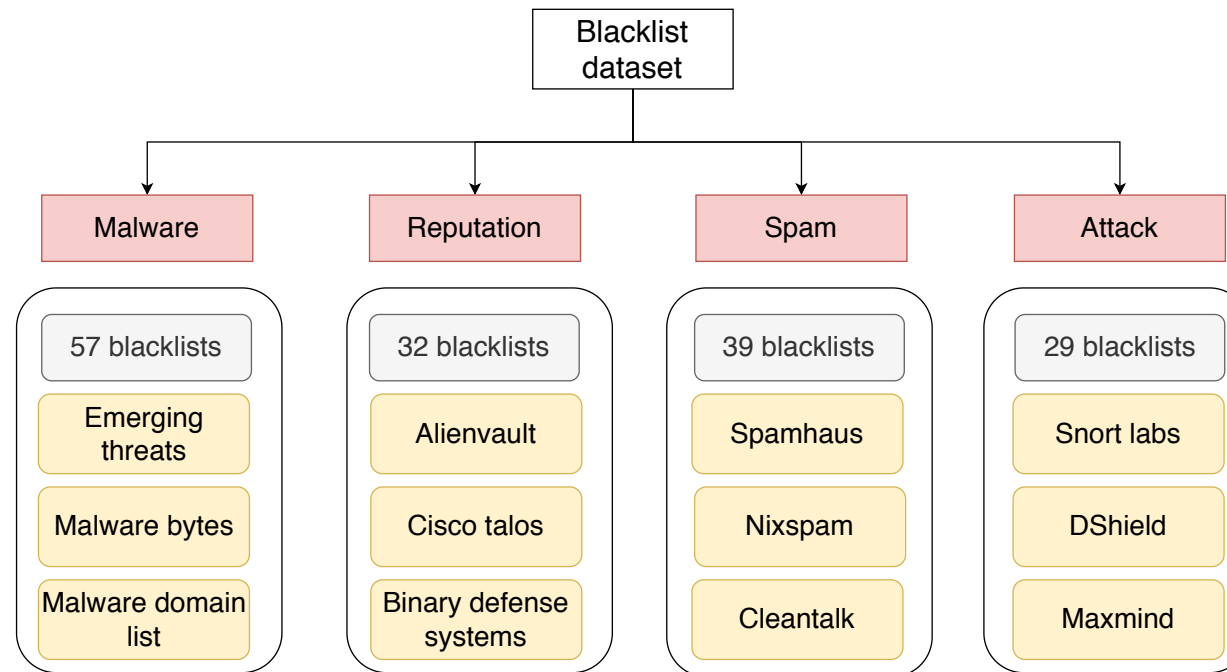 Blacklist
dataset
Malware
Reputation
Spam
Attack
57 blacklists
32 blacklists
39 blacklists
29 blacklists
Emerging
threats
Alienvault
Spamhaus
Snort labs
Malware bytes
Cisco talos
Nixspam
DShield
Malware domain
list
Binary defense
systems
Cleantalk
Maxmind